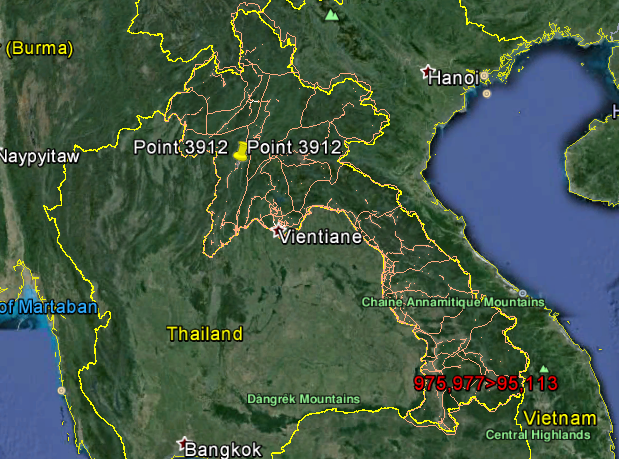 (Burma)
Hanoi
H
Point 3912
Point 3912
Naypyitaw
Vientiane
Chaîne Annamitique Mountains
of Martaban
Thailand
975,977>95,113
Dângrêk Mountains
Vietnam
Central Highlands
Bangkok